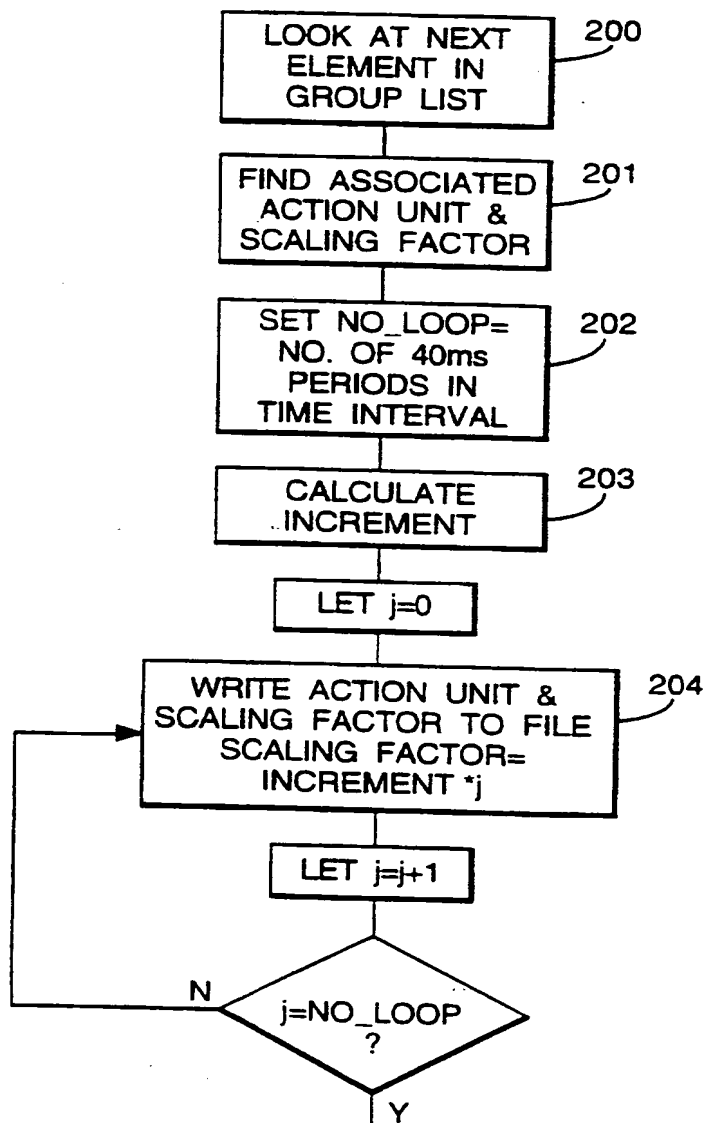 LOOK AT NEXT
ELEMENT IN
GROUP LIST
200
FIND ASSOCIATED
ACTION UNIT &
SCALING FACTOR
201
SET NO_LOOP=
NO. OF 40ms
PERIODS IN
TIME INTERVAL
202
CALCULATE
INCREMENT
203
LET j=0
WRITE ACTION UNIT &
SCALING FACTOR TO FILE
SCALING FACTOR=
INCREMENT *j
204
LET j=j+1
N
j=NO_LOOP
?
Y